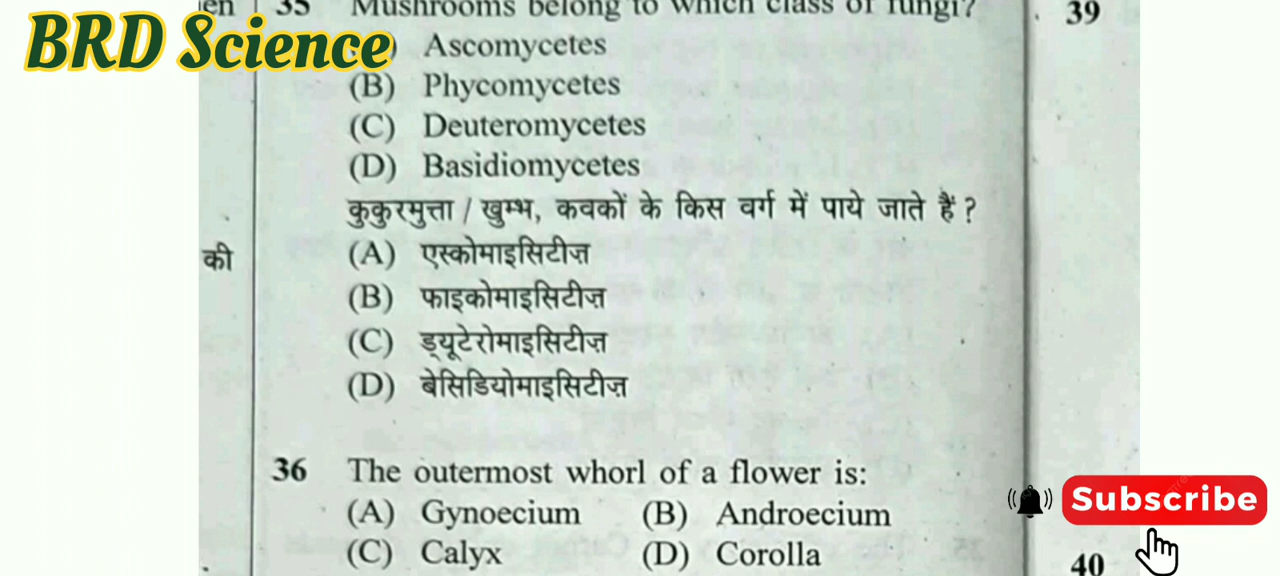 BRD Science
en
35 Mushrooms belong to which class of fungi?
Ascomycetes
(B) Phycomycetes
(C) Deuteromycetes
(D) Basidiomycetes
कुकुरमुत्ता / खुम्भ, कवकों के किस वर्ग में पाये जाते हैं ?
(A) एस्कोमाइसिटीज़
(B) फाइकोमाइसिटीज़
(C) ड्यूटेरोमाइसिटीज़
(D) बेसिडियोमाइसिटीज़
की
36 The outermost whorl of a flower is:
(A) Gynoecium (B) Androecium
(C) Calyx (D) Corolla
39
Subscribe
40